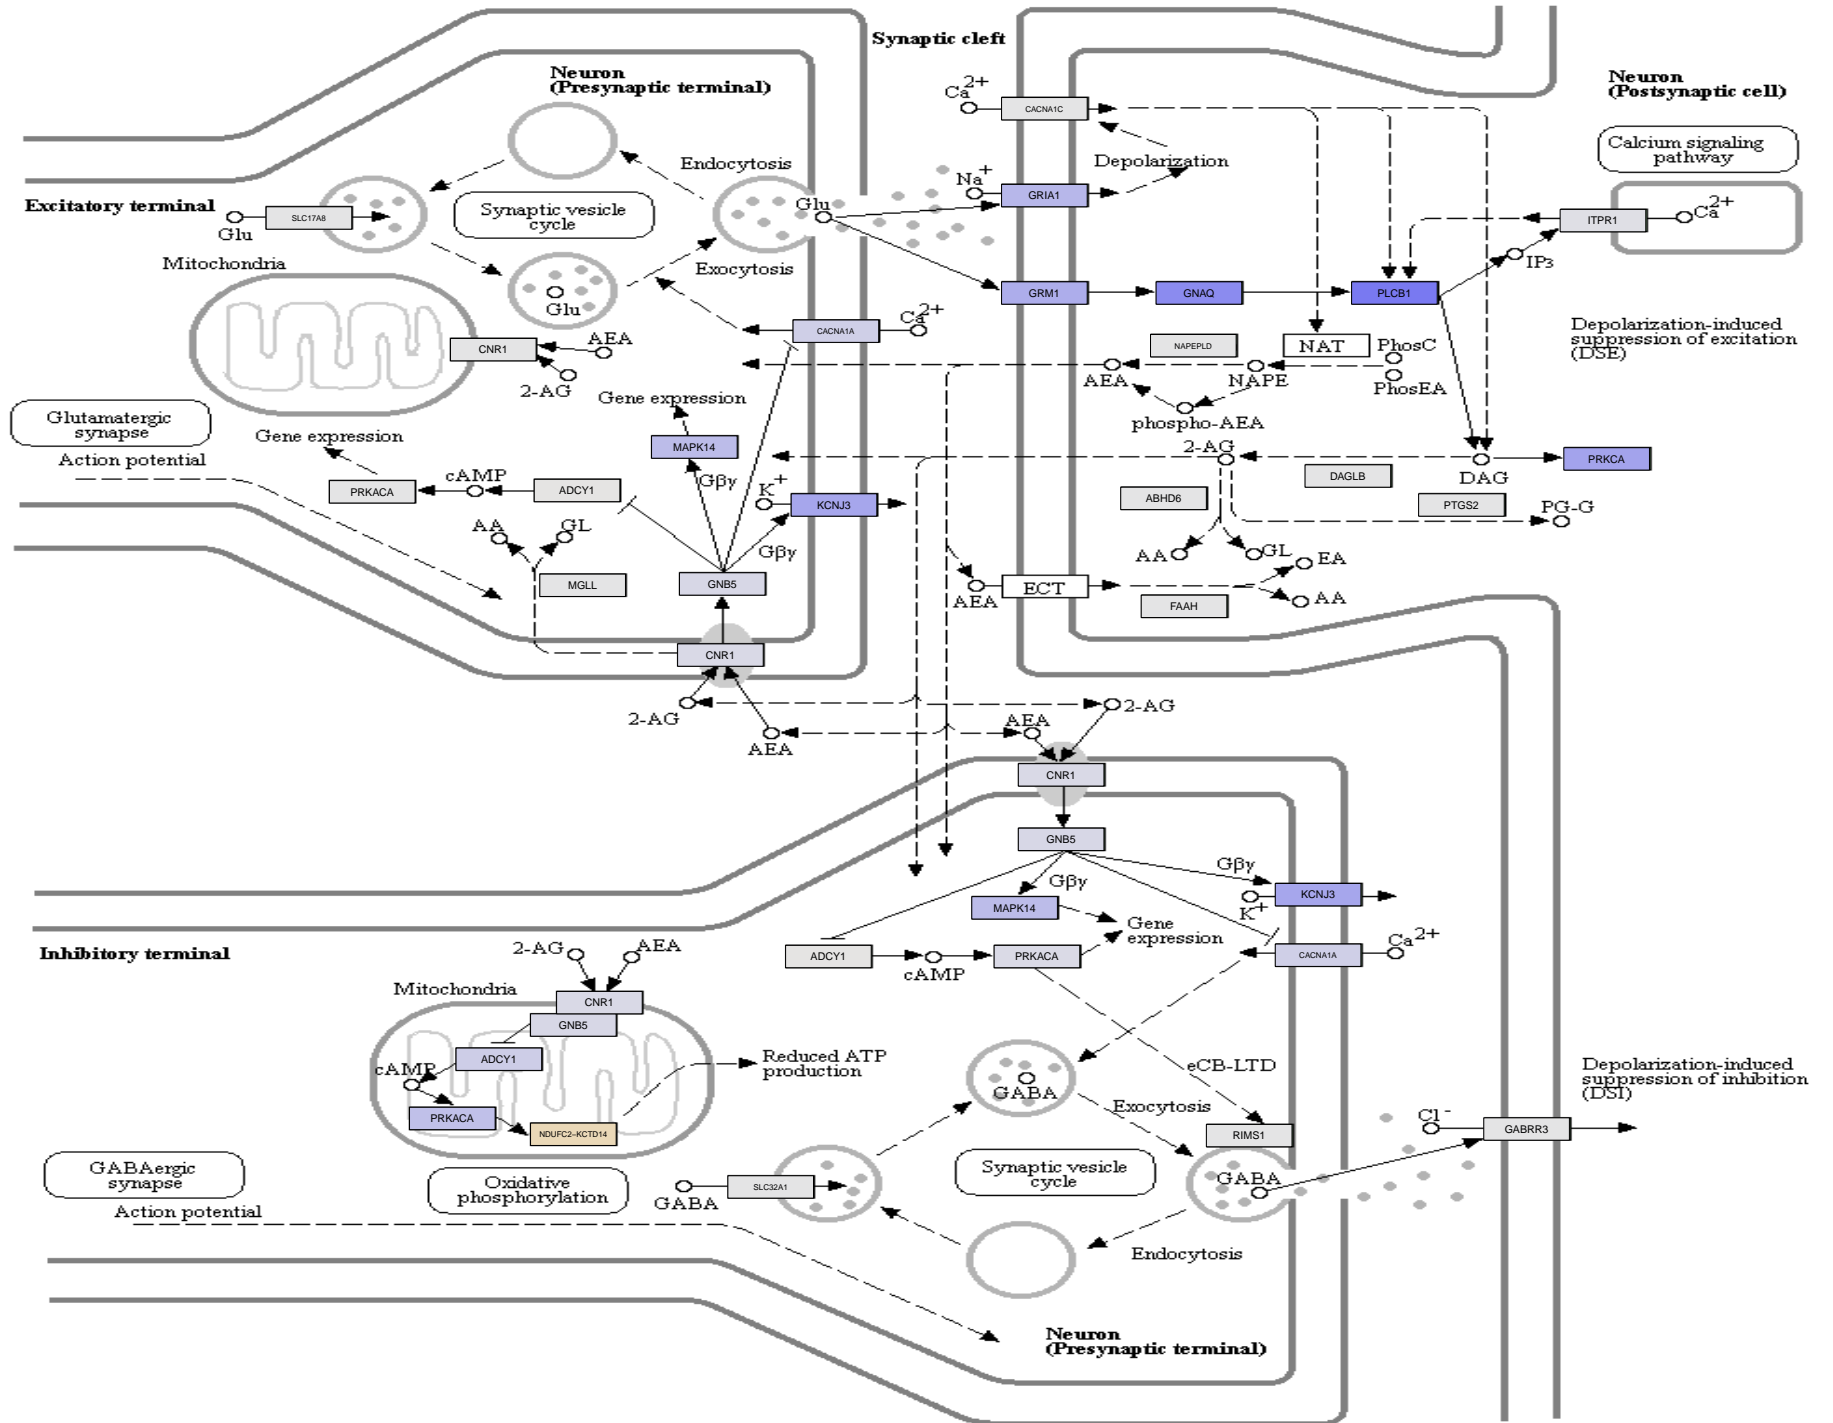 Synaptic cleft
Neuron
(Presynaptic terminal)
Neuron
(Postsynaptic cell)
Ca2+
CACNA1C
Calcium signaling
pathway
Endocytosis
Depolarization
Na+
GRIA1
Excitatory terminal
SLC17A8
Glu
Synaptic vesicle
cycle
Glu
ITPR1
Ca2+
Mitochondria
Exocytosis
IP3
Glu
GRM1
GNAQ
PLCB1
CACNA1A
Ca2+
Depolarization-induced
suppression of excitation
(DSE)
CNR1
AEA
2-AG
NAPEPLD
NAT
PhosC
AEA
NAPE
PhosEA
Gene expression
phospho-AEA
Glutamatergic
synapse
Gene expression
MAPK14
2-AG
PRKCA
Action potential
DAG
DAGLB
PRKACA
cAMP
ADCY1
Gβγ
K+
KCNJ3
ABHD6
PTGS2
PG-G
AA
GL
Gβγ
AA
GL
EA
MGLL
GNB5
AEA
ECT
FAAH
AA
CNR1
2-AG
AEA
AEA
2-AG
CNR1
GNB5
Gβγ
Gβγ
KCNJ3
K+
MAPK14
Gene
expression
Inhibitory terminal
2-AG
AEA
ADCY1
cAMP
PRKACA
CACNA1A
Ca2+
Mitochondria
CNR1
GNB5
ADCY1
cAMP
Reduced ATP
production
PRKACA
NDUFC2-KCTD14
eCB-LTD
GABA
Exocytosis
Depolarization-induced
suppression of inhibition
(DSI)
Cl-
GABRR3
RIMS1
GABAergic
synapse
Oxidative
phosphorylation
GABA
SLC32A1
Synaptic vesicle
cycle
GABA
Action potential
Endocytosis
Neuron
(Presynaptic terminal)